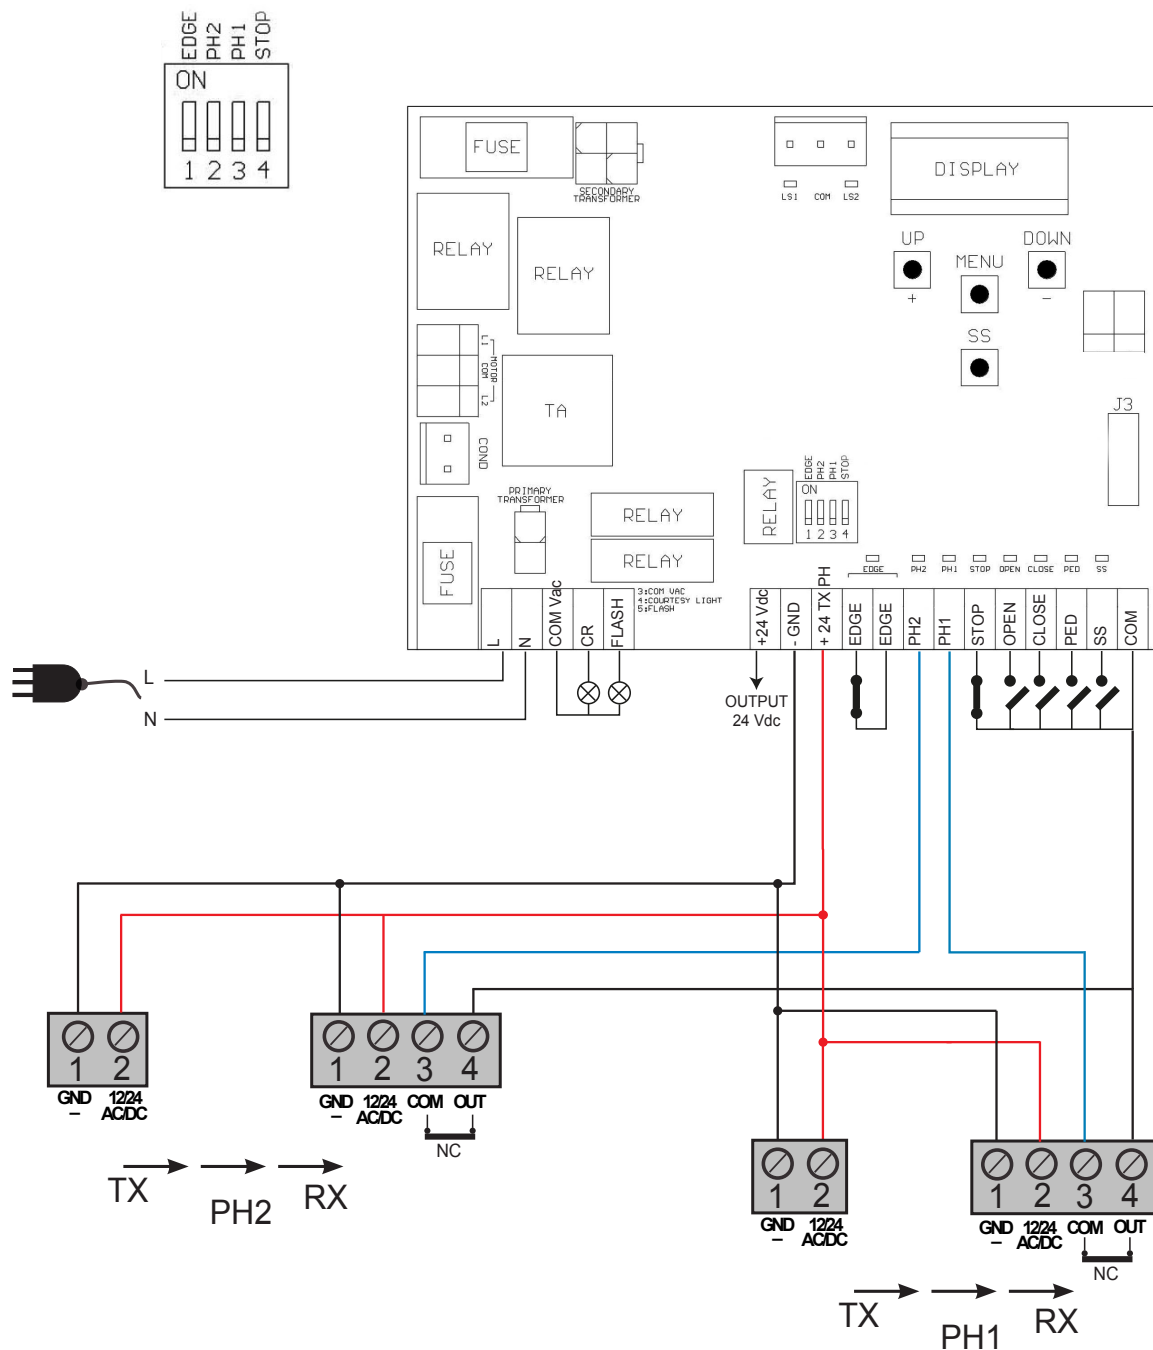 EDGE
PH2
PH1
STOP
ON
1 2 3 4
FUSE
SECONDARY
TRANSFORMER
LS1 COM LS2
DISPLAY
RELAY
RELAY
UP
DOWN
MENU
+
-
SS
L1
MOTOR
COM
L2
TA
COND
J3
PRIMARY
TRANSFORMER
RELAY
RELAY
RELAY
EDGE
PH2
PH1
STOP
ON
1 2 3 4
FUSE
3:COM VAC
4:COURTESY LIGHT
5:FLASH
EDGE PH2 PH1 STOP OPEN CLOSE PED SS
L
N
COM Vac
CR
FLASH
+24 Vdc
- GND
+ 24 TX PH
EDGE
EDGE
PH2
PH1
STOP
OPEN
CLOSE
PED
SS
COM
L
N
OUTPUT
24 Vdc
1 2
GND
–
12/24
AC/DC
1 2 3 4
GND
–
12/24
AC/DC
COM
OUT
NC
TX
PH2
RX
1 2
GND
–
12/24
AC/DC
1 2 3 4
GND
–
12/24
AC/DC
COM
OUT
NC
TX
PH1
RX